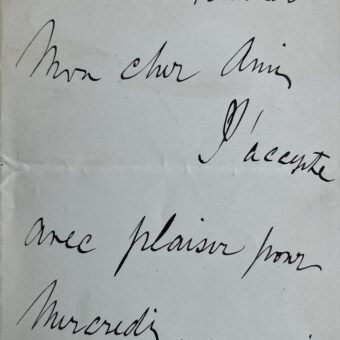 Mon cher Ami,
J'accepte
avec plaisir pour
Mercredi